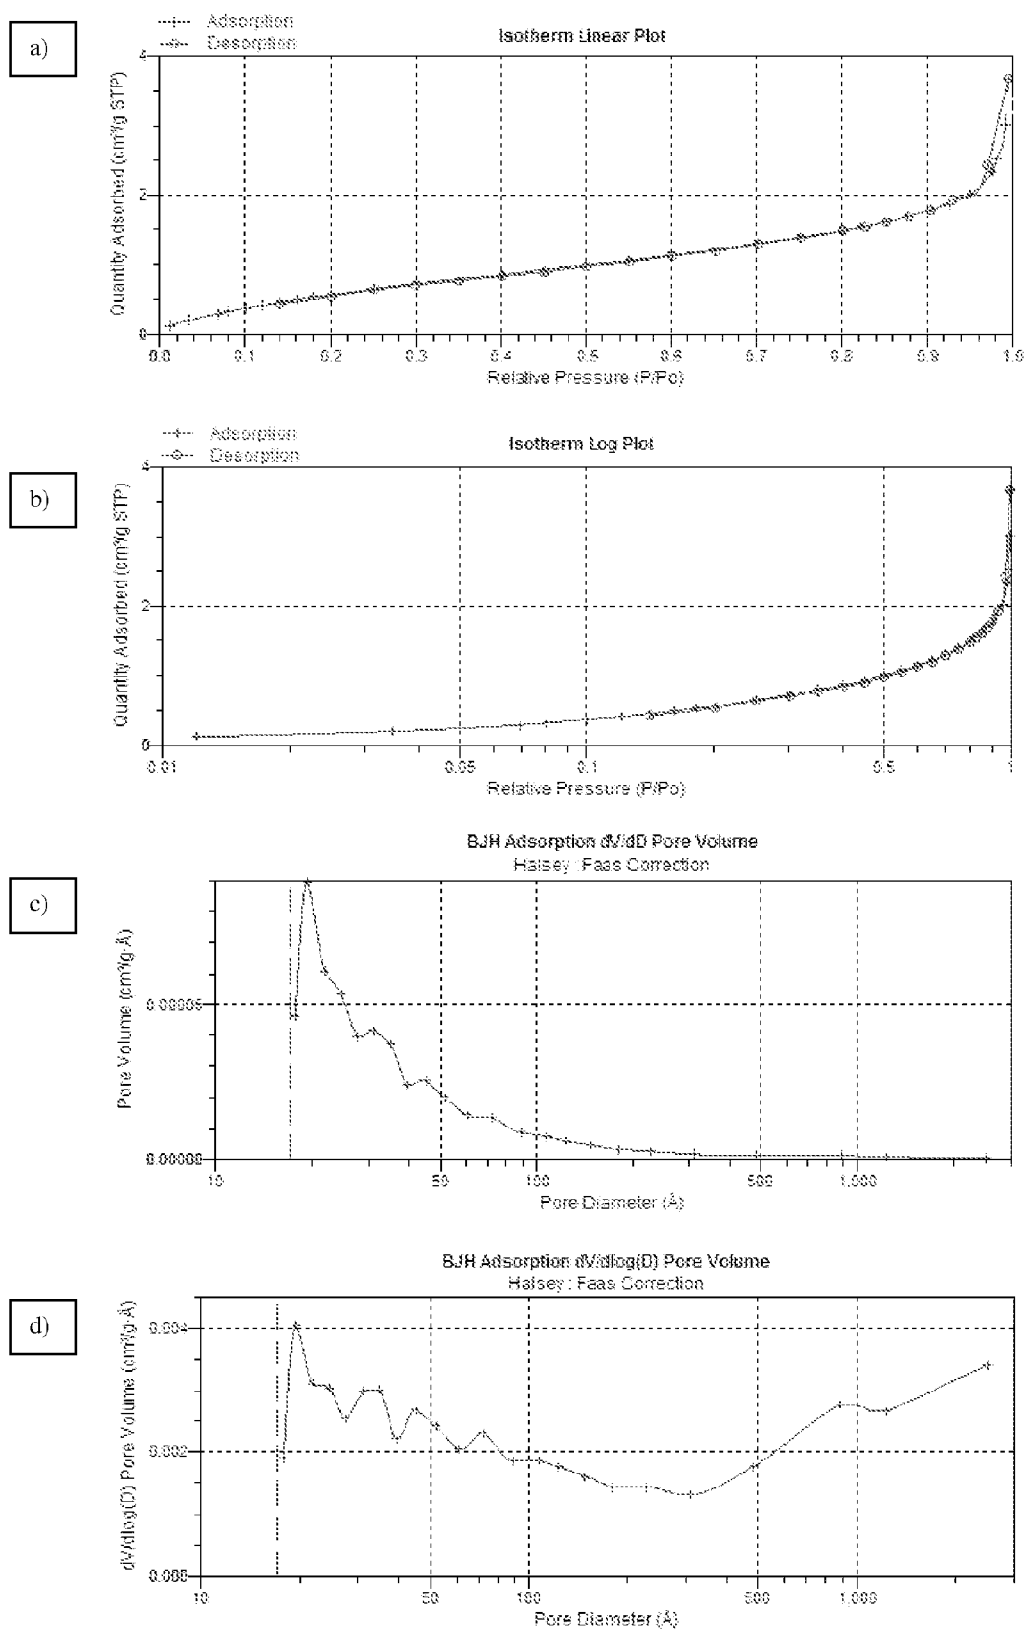 a)
Adsorption
Desorption
Isotherm Linear Plot
Quantity Adsorbed (cm³/g STP)
4
2
0
0.0 0.1 0.2 0.3 0.4 0.5 0.6 0.7 0.8 0.9 1.0
Relative Pressure (P/Po)
b)
Adsorption
Desorption
Isotherm Log Plot
Quantity Adsorbed (cm³/g STP)
4
2
0
0.01 0.05 0.1 0.5 1
Relative Pressure (P/Po)
c)
BJH Adsorption dV/dD Pore Volume
Halsey : Faas Correction
Pore Volume (cm³/g·Å)
0.00005
0.00000
10 50 100 500 1,000
Pore Diameter (Å)
d)
BJH Adsorption dV/dlog(D) Pore Volume
Halsey : Faas Correction
dV/dlog(D) Pore Volume (cm³/g·Å)
0.004
0.002
0.000
10 50 100 500 1,000
Pore Diameter (Å)